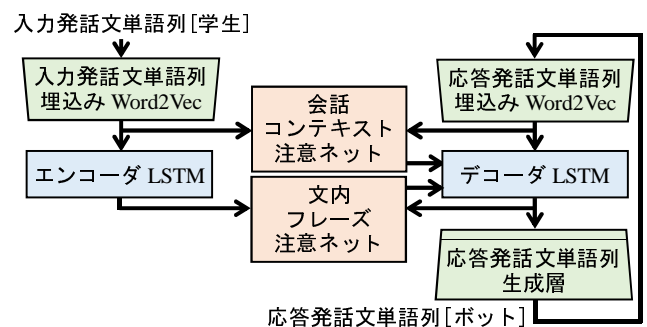 入力発話文単語列[学生]
入力発話文単語列
埋込み Word2Vec
応答発話文単語列
埋込み Word2Vec
会話
コンテキスト
注意ネット
エンコーダ LSTM
デコーダ LSTM
文内
フレーズ
注意ネット
応答発話文単語列
生成層
応答発話文単語列[ボット]